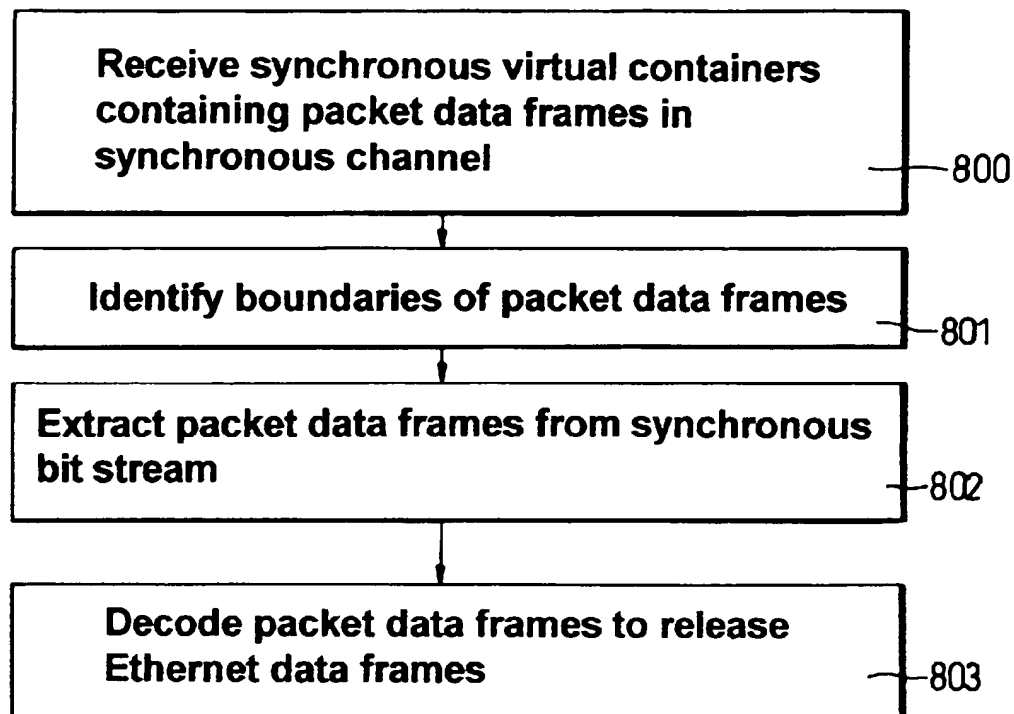 Receive synchronous virtual containers
containing packet data frames in
synchronous channel
800
Identify boundaries of packet data frames
801
Extract packet data frames from synchronous
bit stream
802
Decode packet data frames to release
Ethernet data frames
803